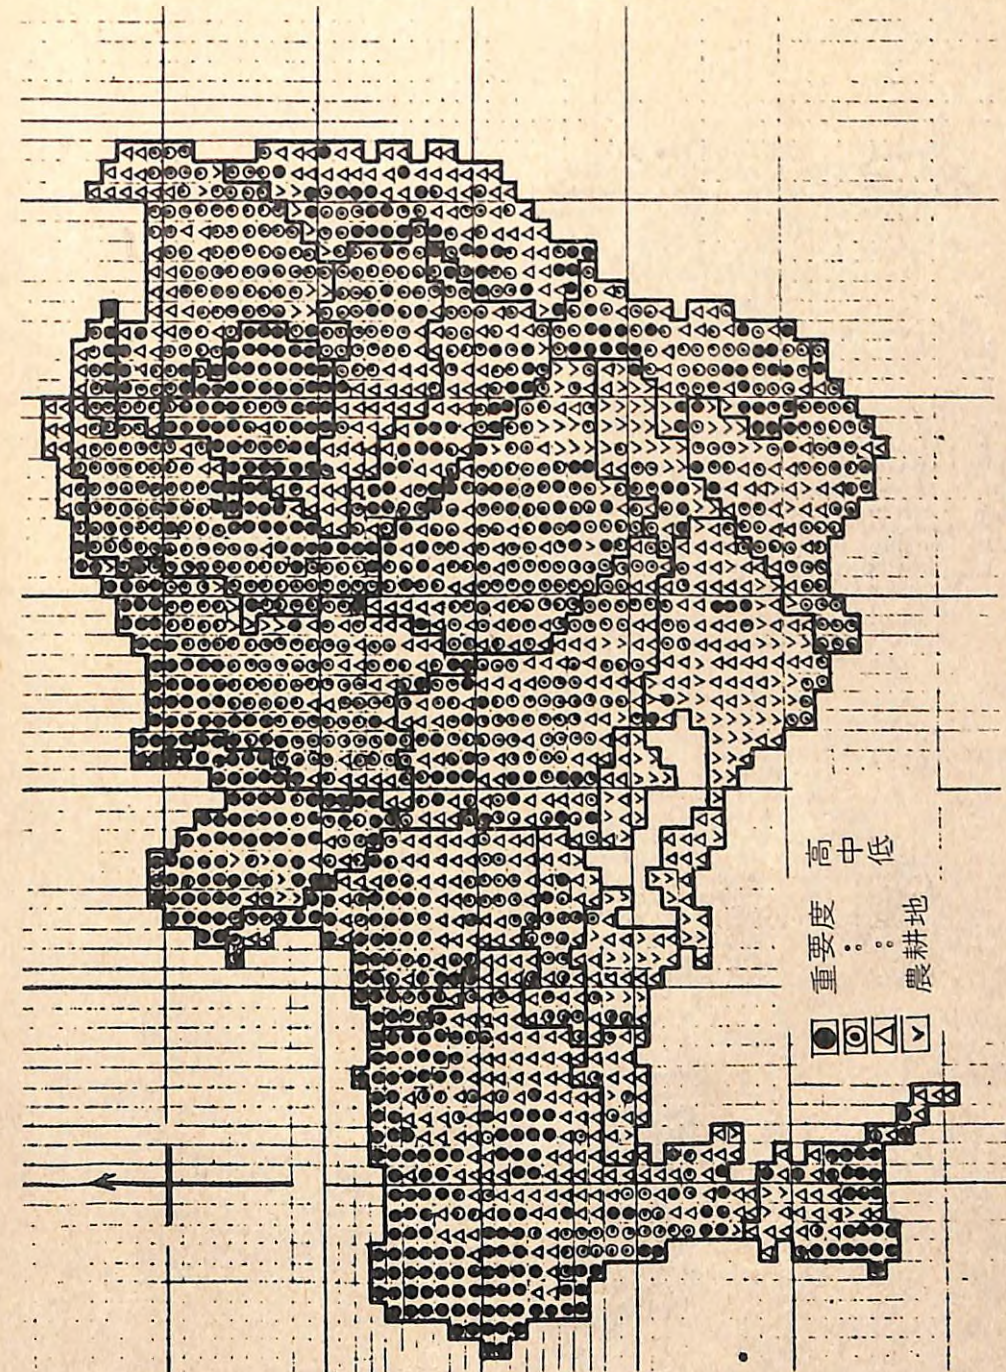 ● 重要度 高
◉ : 中
△ : 低
∨ 農耕地